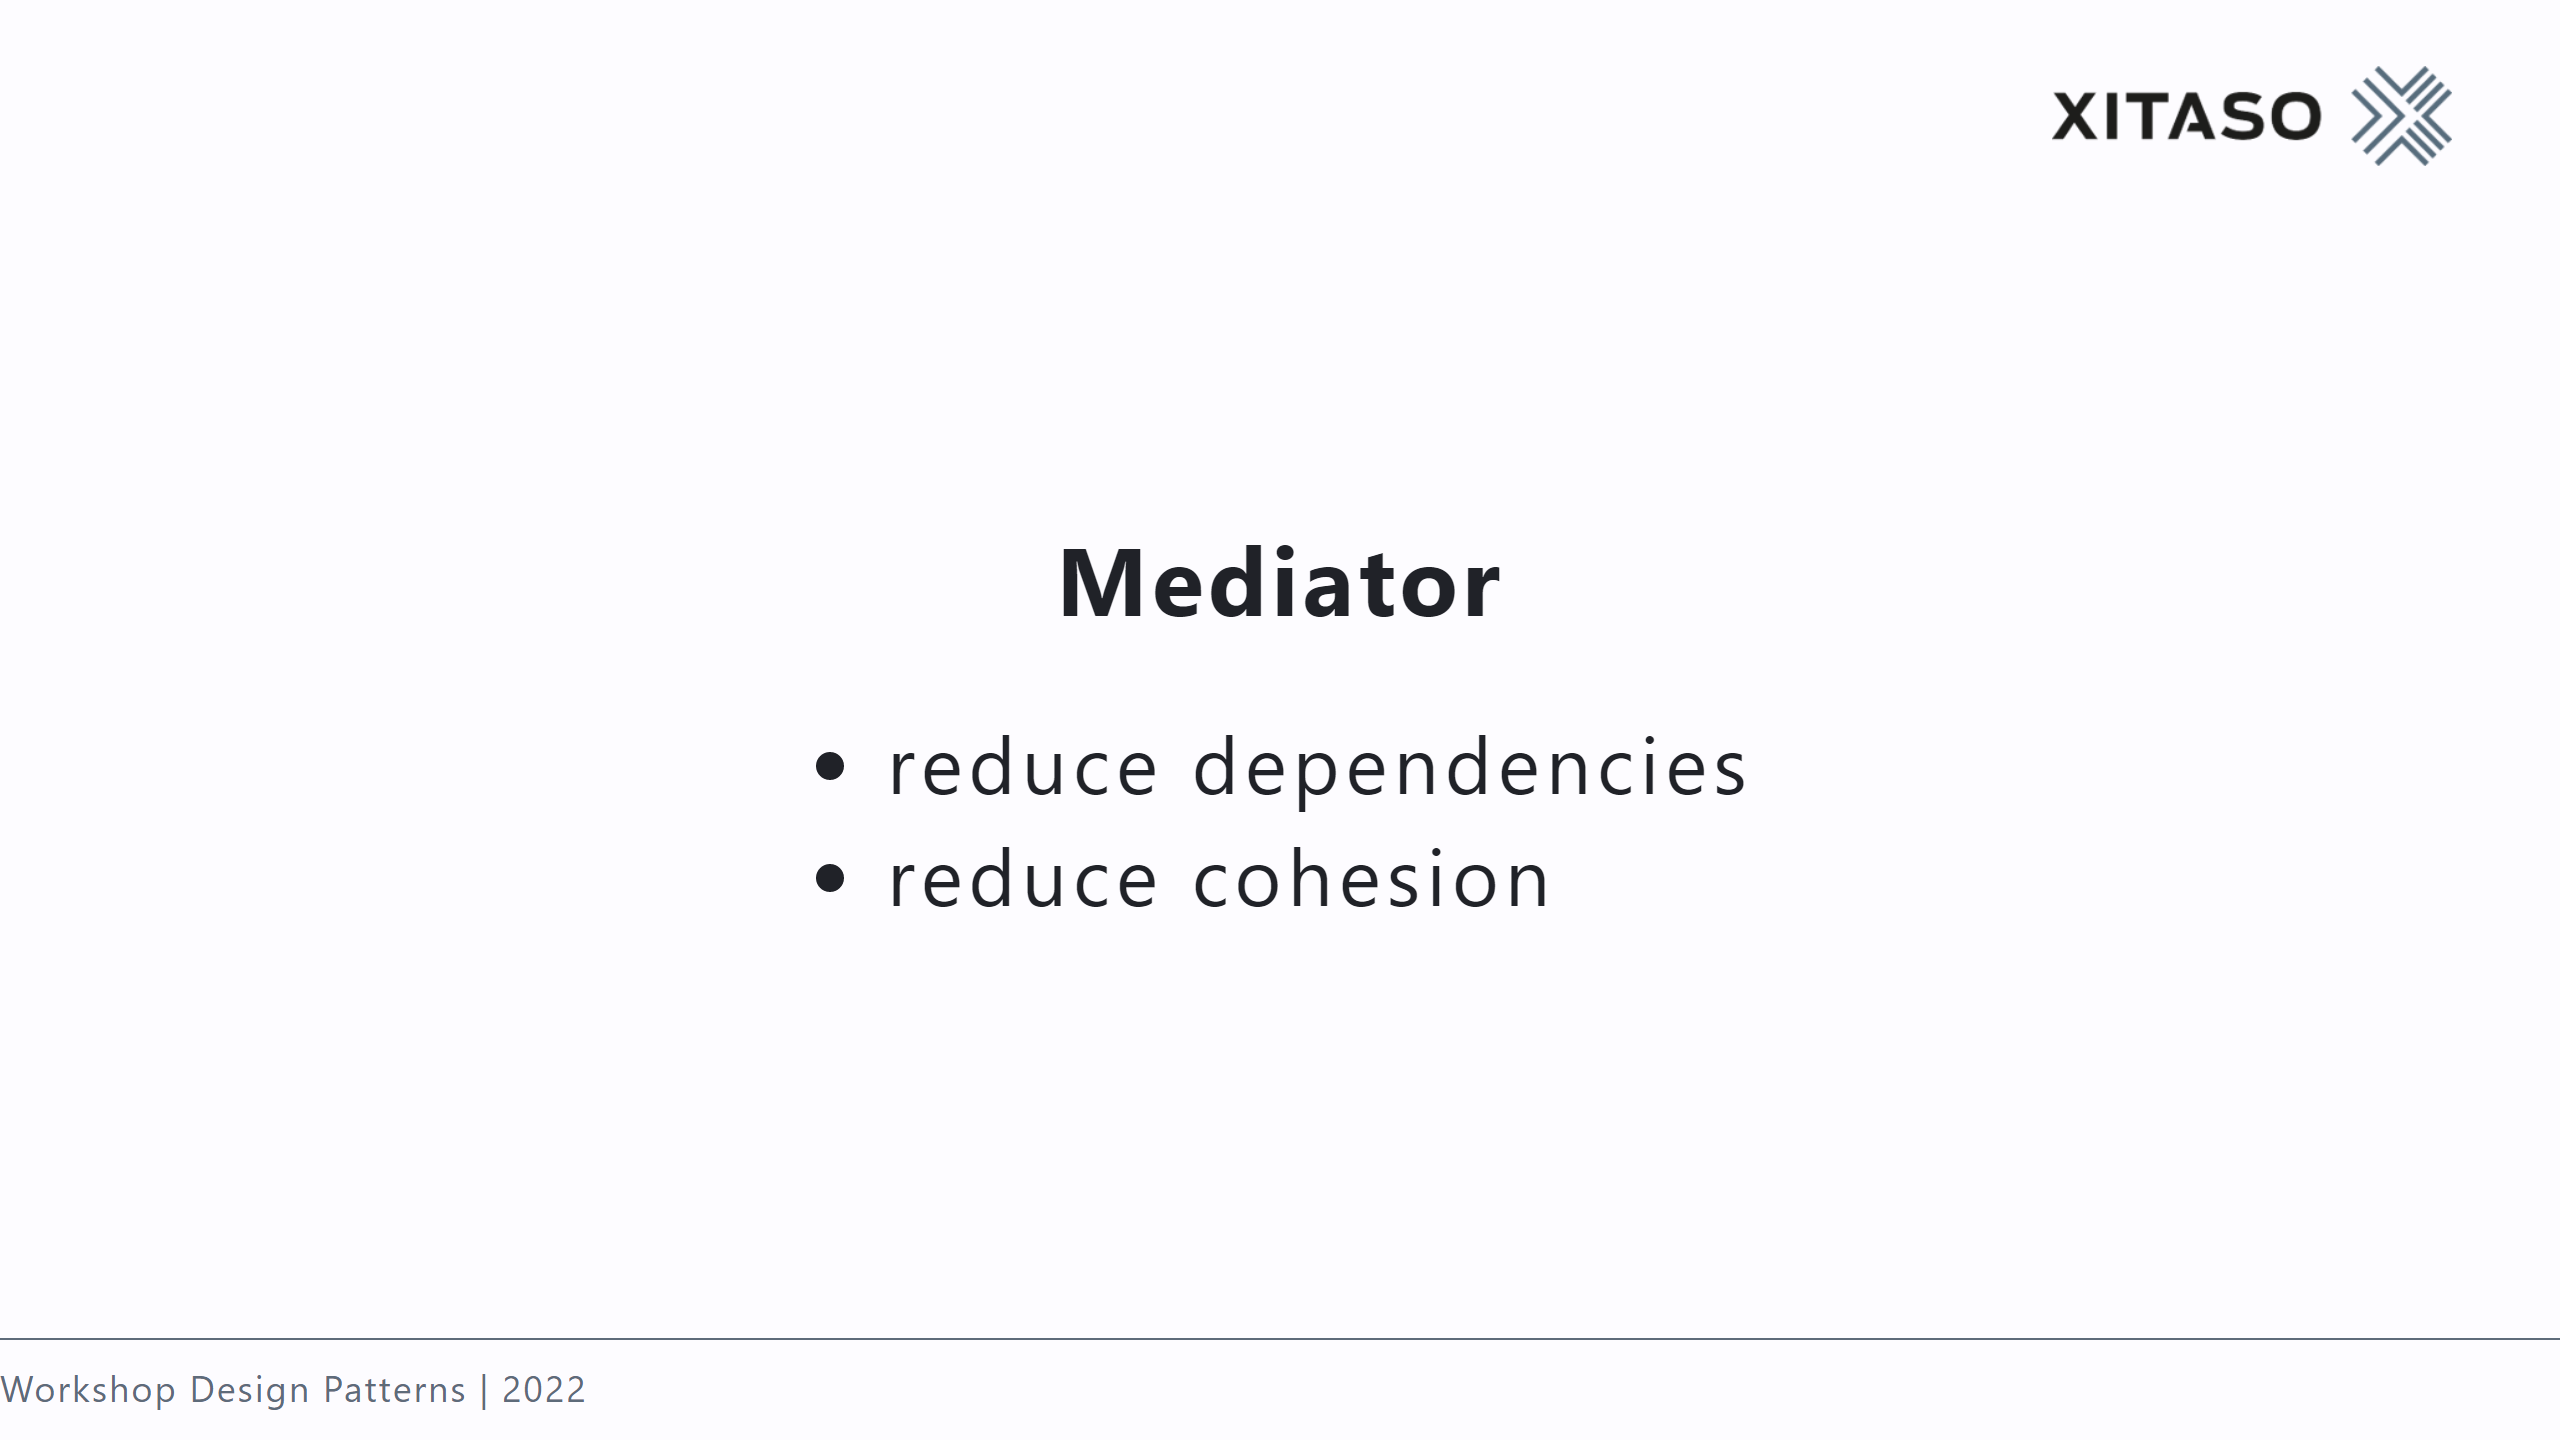 XITASO
Mediator
• reduce dependencies
• reduce cohesion
Workshop Design Patterns | 2022